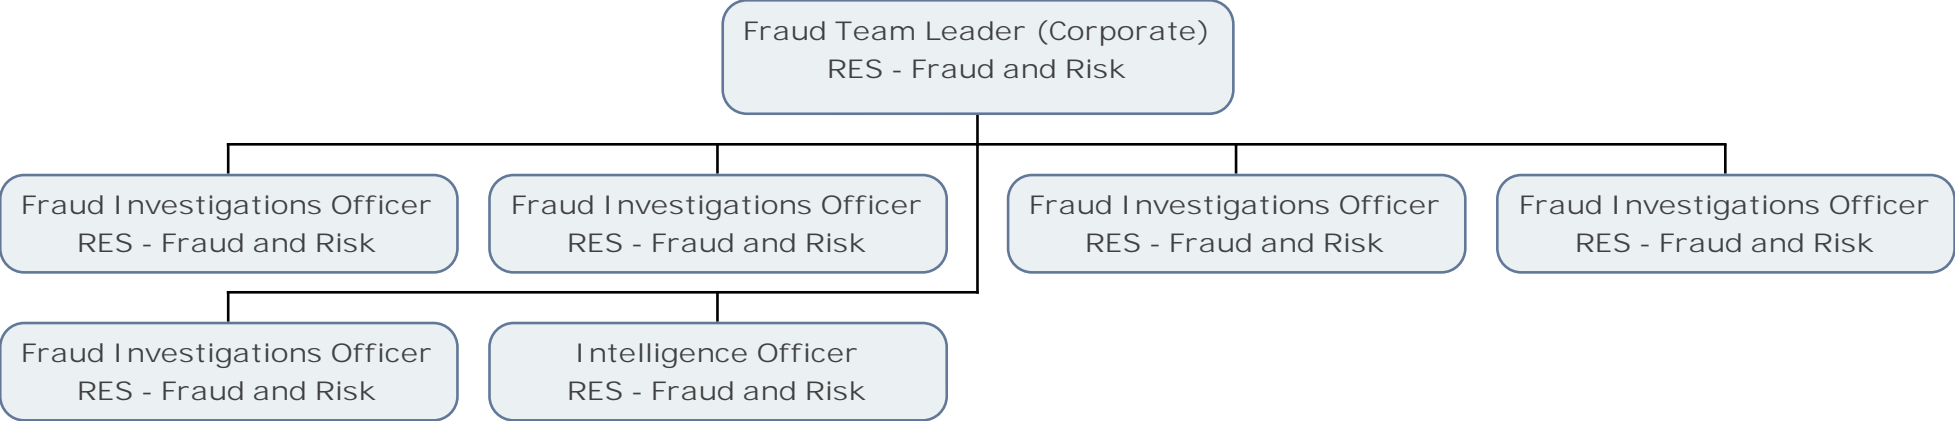 Fraud Team Leader (Corporate)
RES - Fraud and Risk
Fraud Investigations Officer
RES - Fraud and Risk
Fraud Investigations Officer
RES - Fraud and Risk
Fraud Investigations Officer
RES - Fraud and Risk
Fraud Investigations Officer
RES - Fraud and Risk
Fraud Investigations Officer
RES - Fraud and Risk
Intelligence Officer
RES - Fraud and Risk